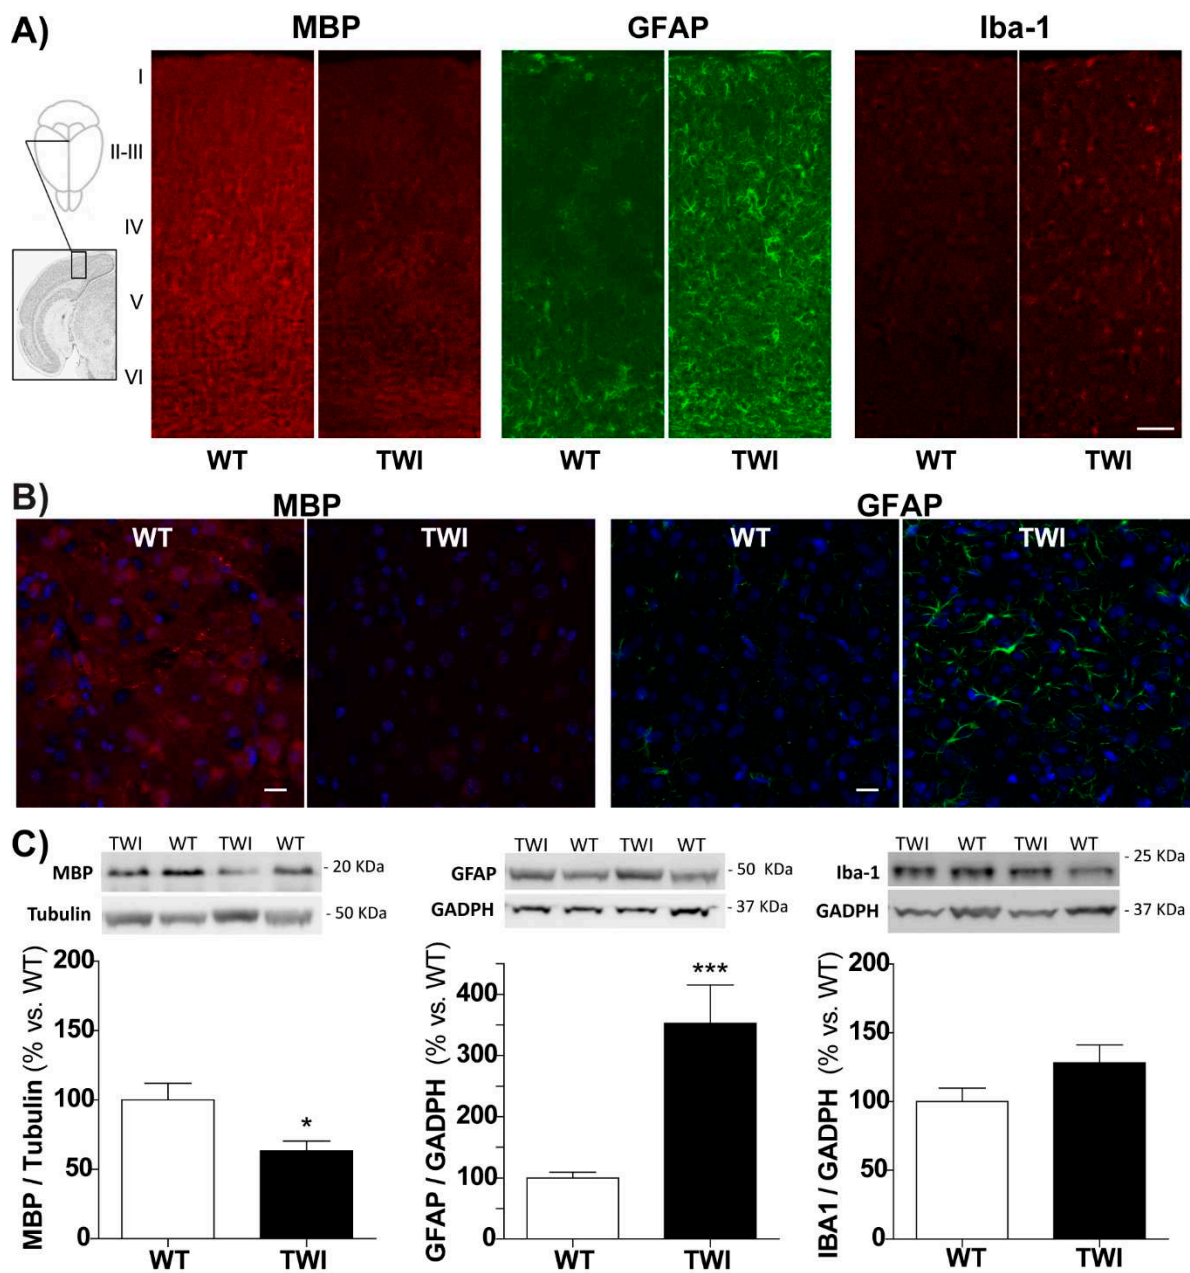 A)
MBP
GFAP
Iba-1
I
II-III
IV
V
VI
WT
TWI
WT
TWI
WT
TWI
B)
MBP
GFAP
WT
TWI
WT
TWI
C)
TWI WT TWI WT
MBP
- 20 KDa
Tubulin
- 50 KDa
TWI WT TWI WT
GFAP
- 50 KDa
GADPH
- 37 KDa
TWI WT TWI WT
Iba-1
- 25 KDa
GADPH
- 37 KDa
MBP / Tubulin (% vs. WT)
200
150
100
50
0
*
WT
TWI
GFAP / GADPH (% vs. WT)
400
300
200
100
0
***
WT
TWI
IBA1 / GADPH (% vs. WT)
200
150
100
50
0
WT
TWI